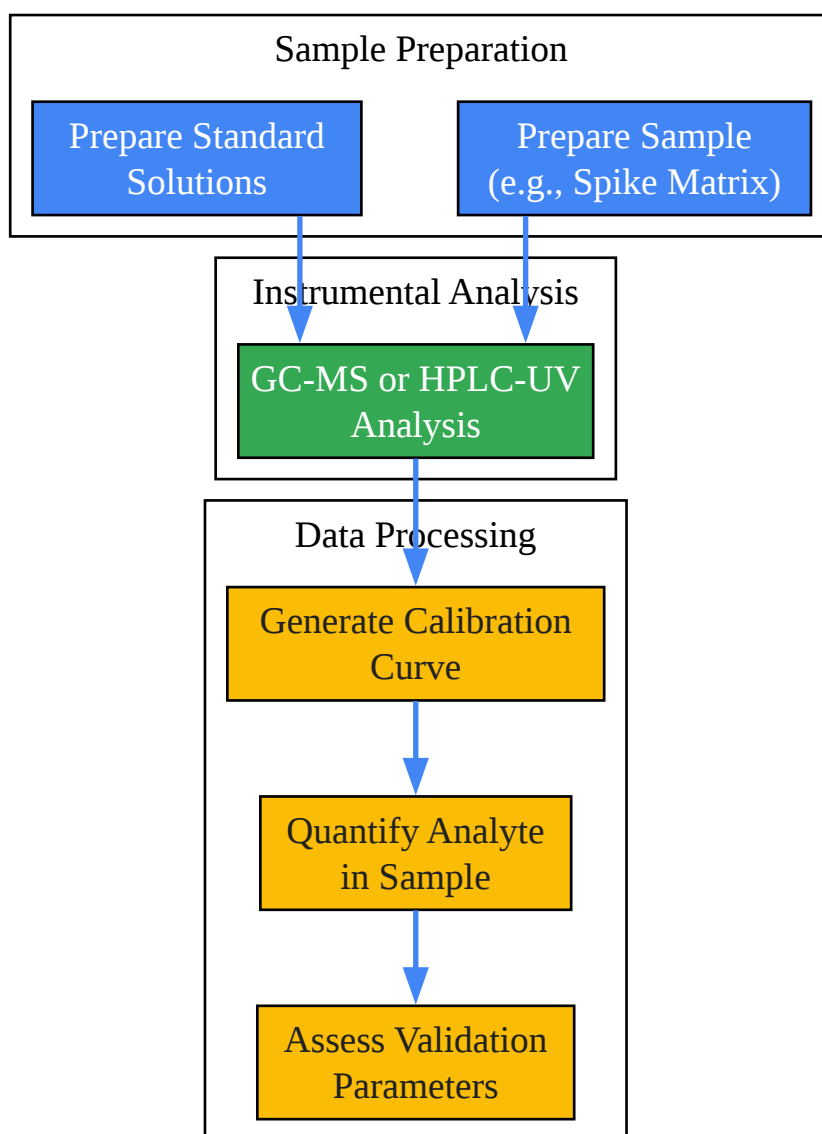 Sample Preparation
Prepare Standard
Solutions
Prepare Sample
(e.g., Spike Matrix)
Instrumental Analysis
GC-MS or HPLC-UV
Analysis
Data Processing
Generate Calibration
Curve
Quantify Analyte
in Sample
Assess Validation
Parameters